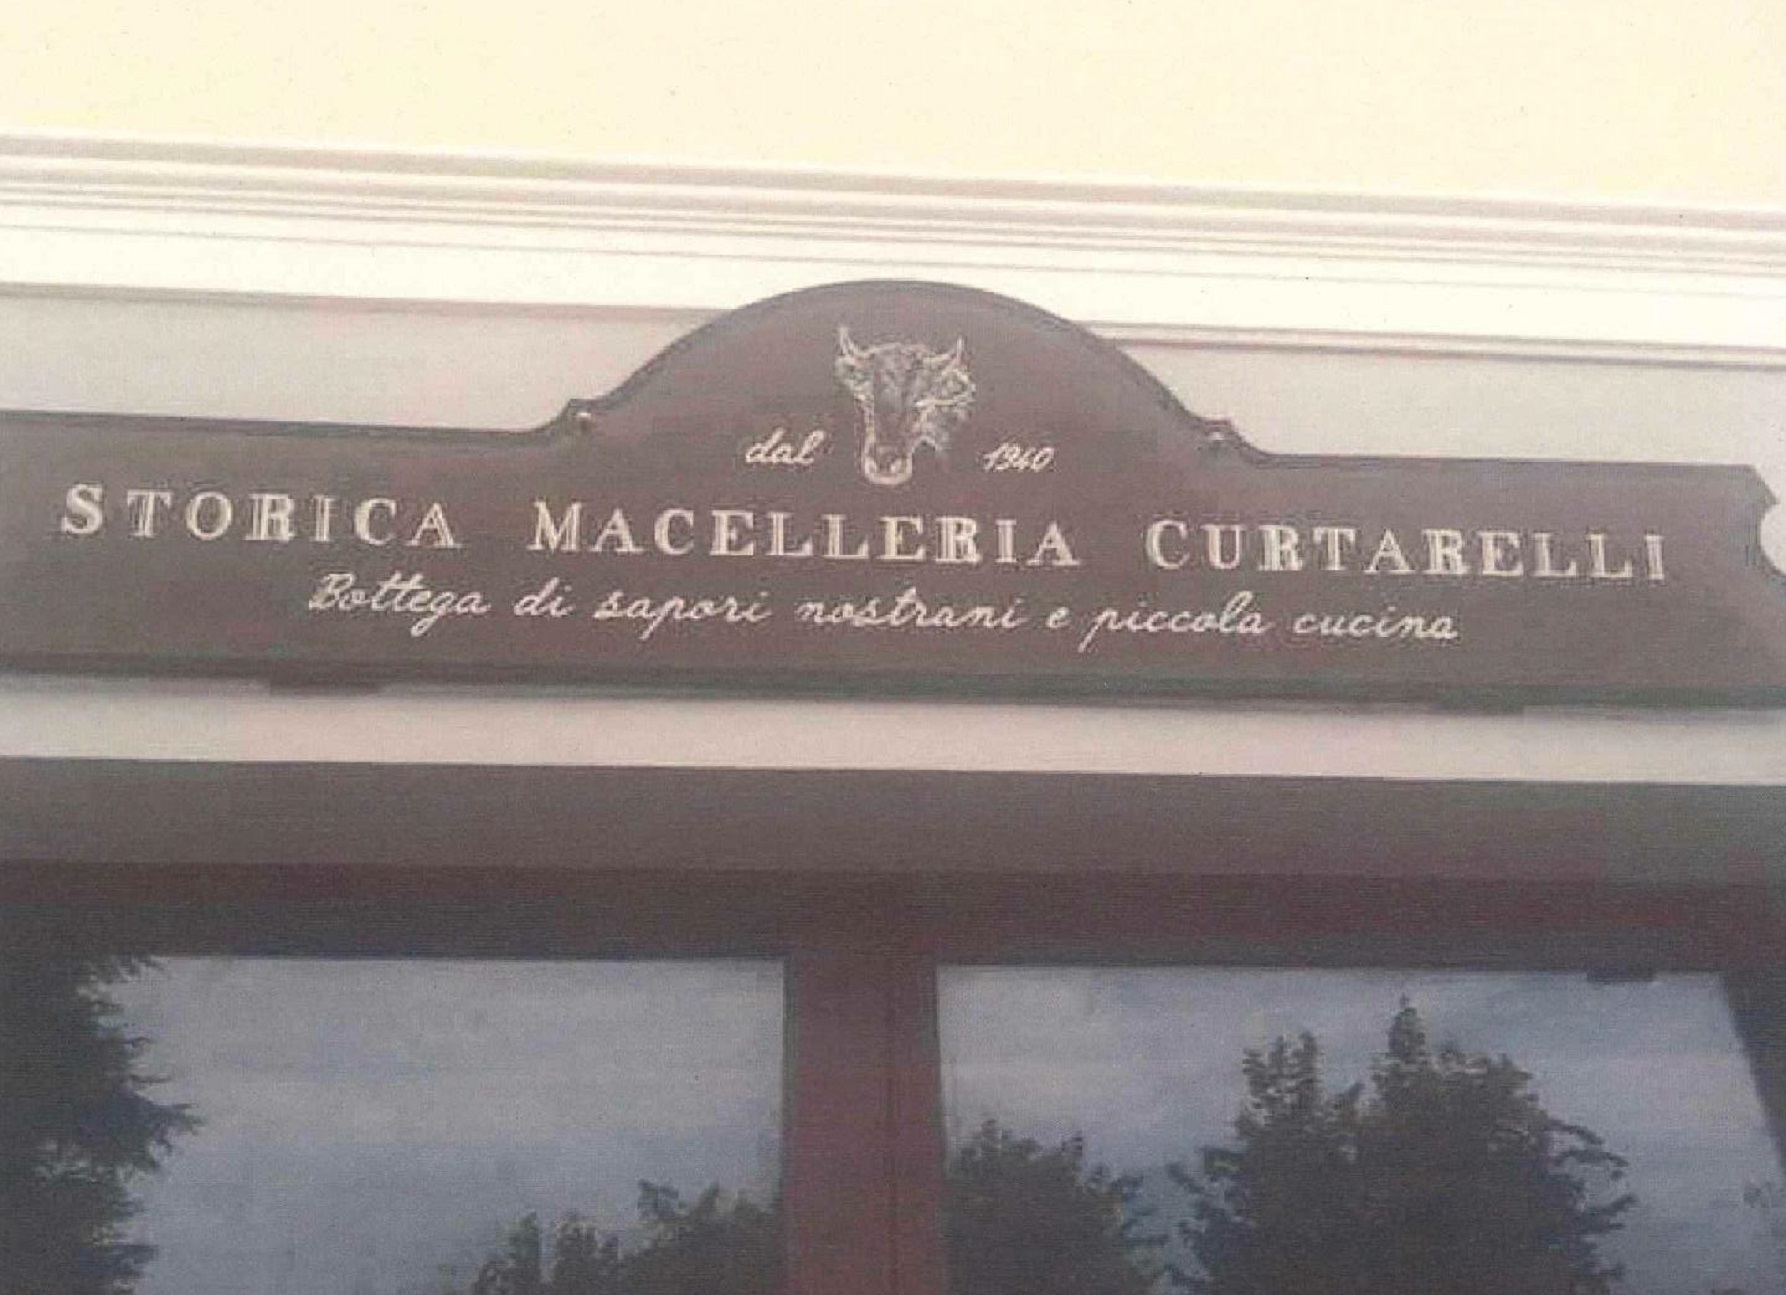 dal 1940
STORICA MACELLERIA CURTARELLI
Bottega di sapori nostrani e piccola cucina